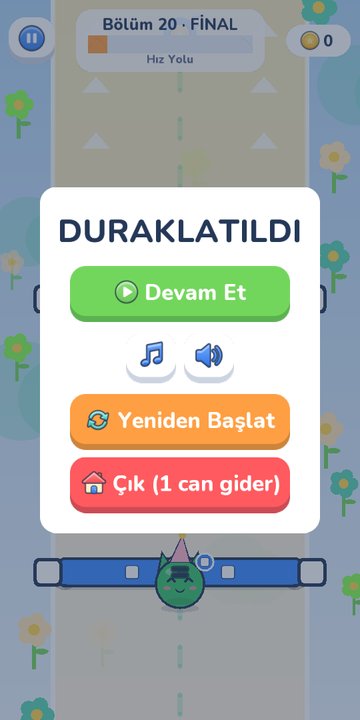 Bölüm 20 · FİNAL
Hız Yolu
0
DURAKLATILDI
Devam Et
Yeniden Başlat
Çık (1 can gider)